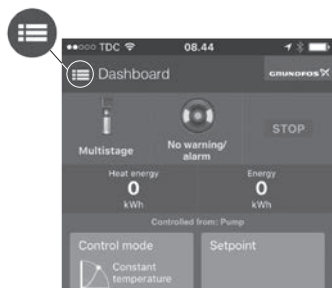 TDC 08.44
Dashboard GRUNDFOS
Multistage
No warning/
alarm
STOP
Heat energy Energy
0 0
kWh kWh
Controlled from: Pump
Control mode Setpoint
Constant
temperature